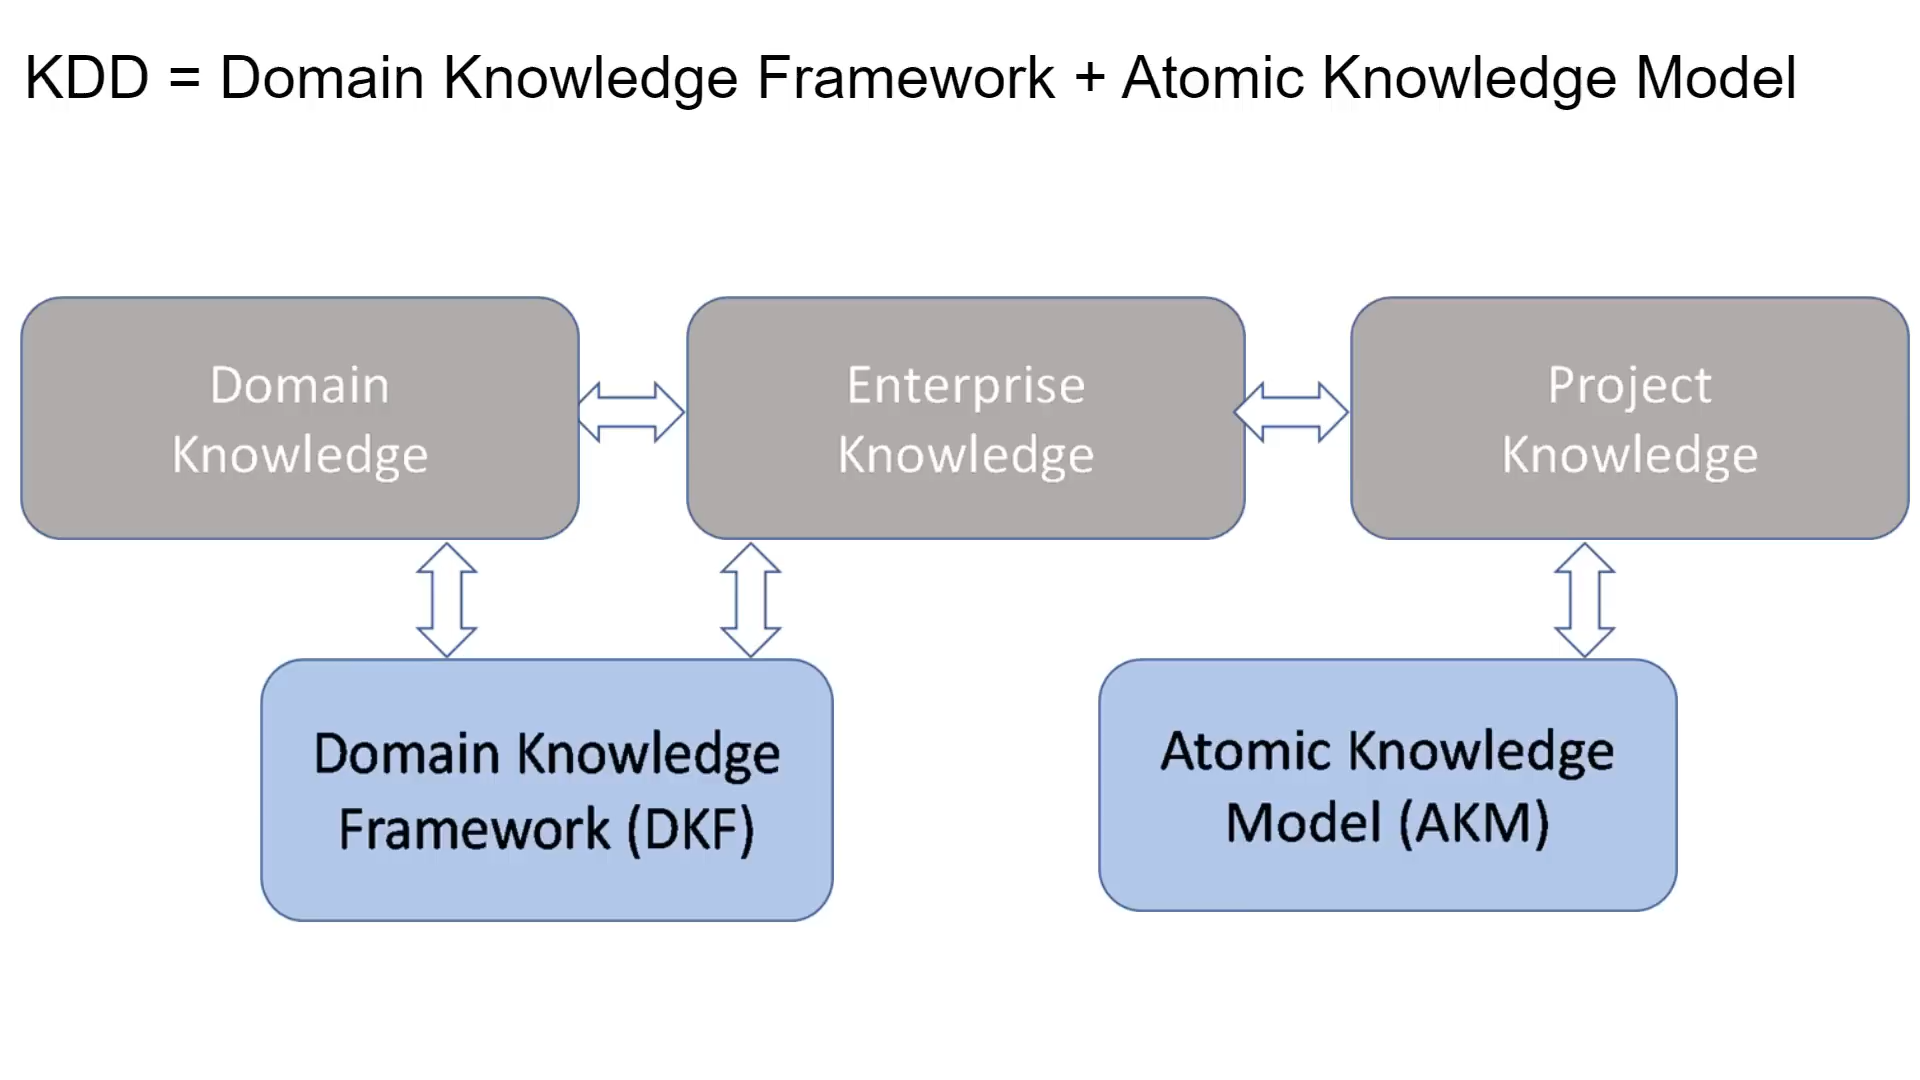 KDD = Domain Knowledge Framework + Atomic Knowledge Model
Domain
Knowledge
Enterprise
Knowledge
Project
Knowledge
Domain Knowledge
Framework (DKF)
Atomic Knowledge
Model (AKM)